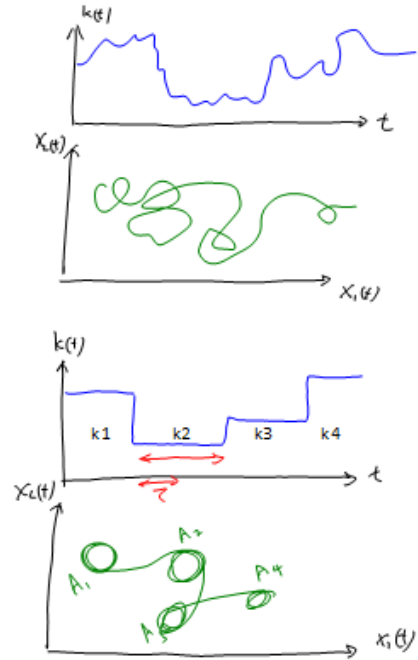 k(t)
t
X₂(t)
X₁(t)
k(t)
k1 k2 k3 k4
τ
t
X₂(t)
A₁ A₂
A₃ A4
X₁(t)